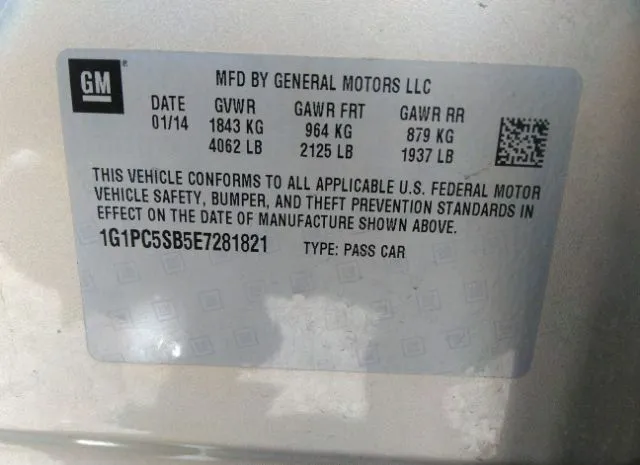 GM
MFD BY GENERAL MOTORS LLC
DATE GVWR GAWR FRT GAWR RR
01/14 1843 KG 964 KG 879 KG
4062 LB 2125 LB 1937 LB
THIS VEHICLE CONFORMS TO ALL APPLICABLE U.S. FEDERAL MOTOR
VEHICLE SAFETY, BUMPER, AND THEFT PREVENTION STANDARDS IN
EFFECT ON THE DATE OF MANUFACTURE SHOWN ABOVE.
1G1PC5SB5E7281821 TYPE: PASS CAR